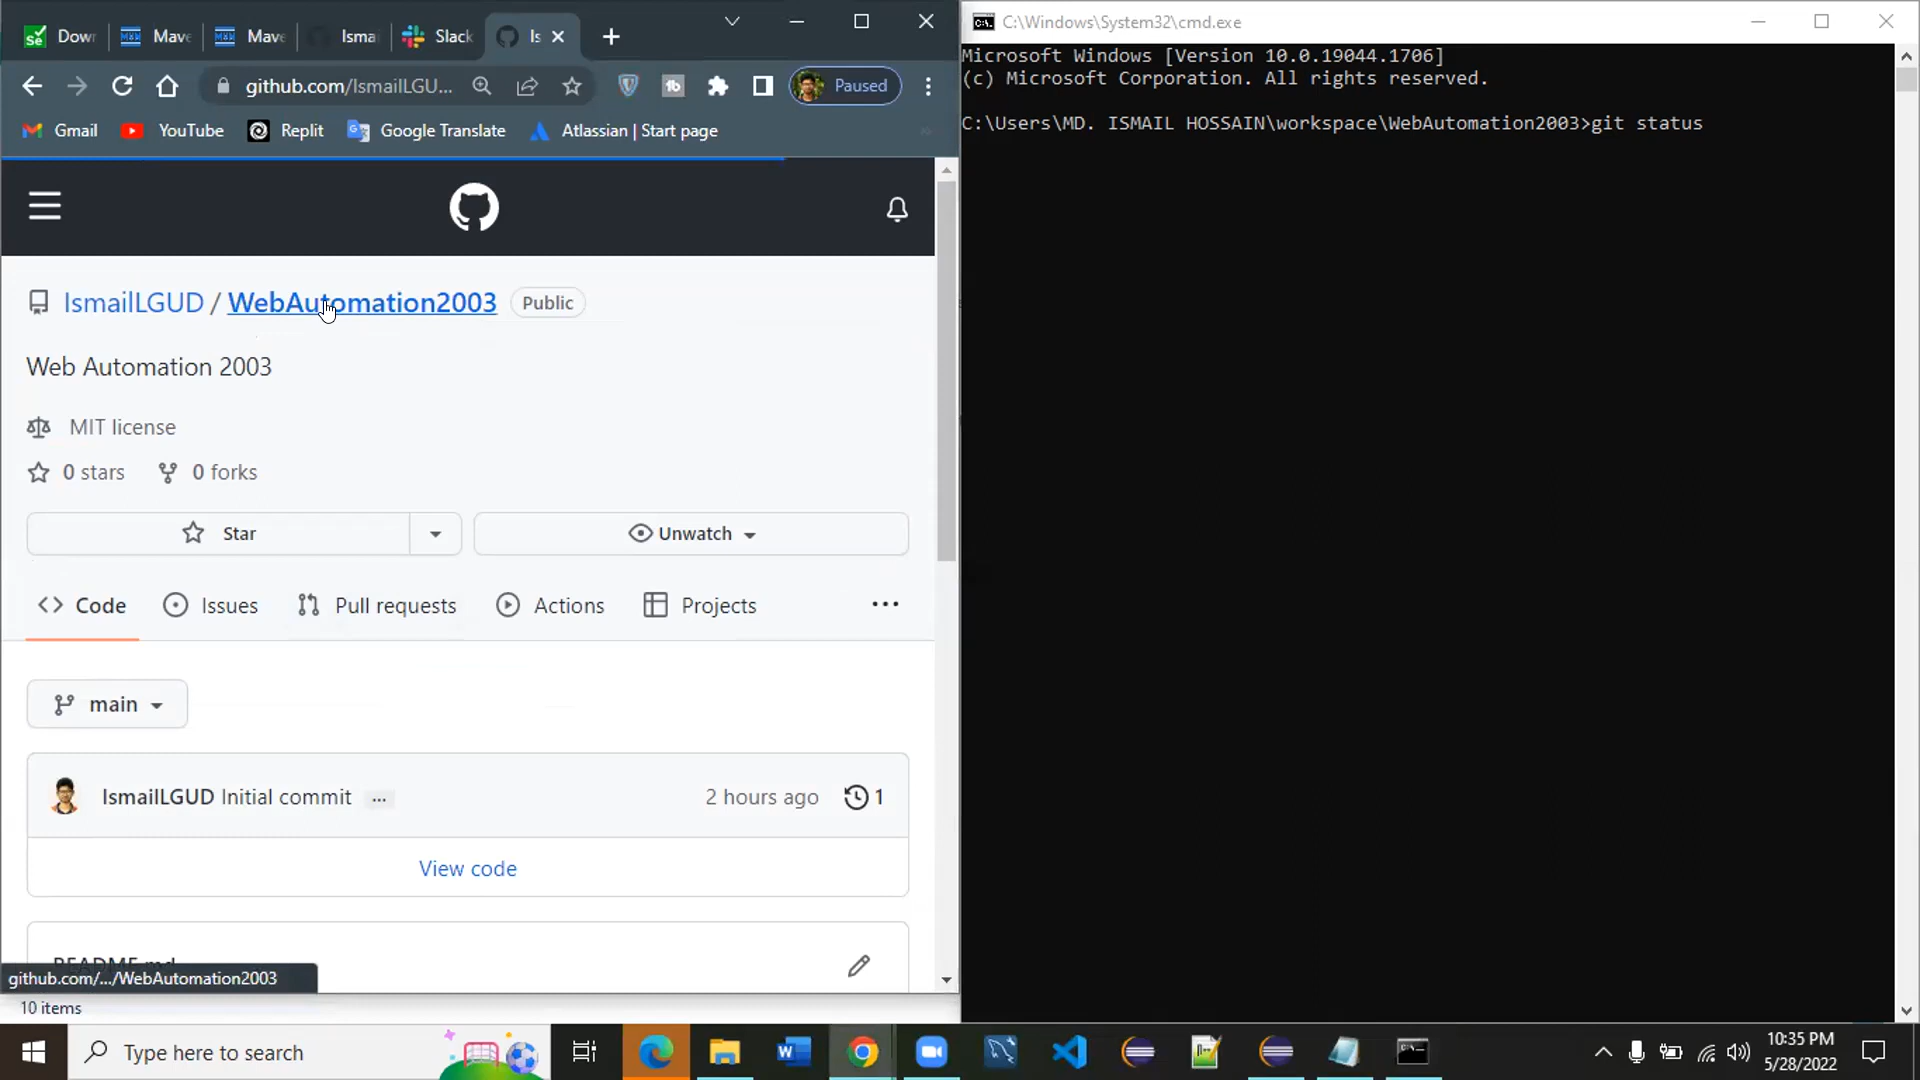 Dow
Mave
Mave
Isma
Slack
Is
github.com/IsmailLGU...
Paused
Gmail
YouTube
Replit
Google Translate
Atlassian | Start page
IsmailLGUD / WebAutomation2003
Public
Web Automation 2003
MIT license
0 stars
0 forks
Star
Unwatch
Code
Issues
Pull requests
Actions
Projects
main
IsmailLGUD Initial commit
2 hours ago
1
View code
README.md
github.com/.../WebAutomation2003
10 items
C:\Windows\System32\cmd.exe
Microsoft Windows [Version 10.0.19044.1706]
(c) Microsoft Corporation. All rights reserved.
C:\Users\MD. ISMAIL HOSSAIN\workspace\WebAutomation2003>git status
Type here to search
10:35 PM
5/28/2022